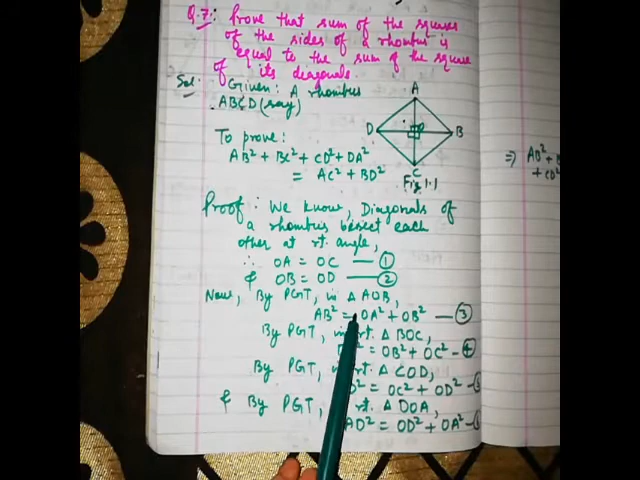 Q.7: Prove that sum of the squares
of the sides of a rhombus is
equal to the sum of the square
of its diagonals.
Sol: Given: A rhombus
ABCD (say)
To prove:
AB² + BC² + CD² + DA²
= AC² + BD²
A
D
O
B
C
Fig 1.1
Proof: We know, Diagonals of
a rhombus bisect each
other at rt. angle,
∴ OA = OC — ①
& OB = OD — ②
Now, By PGT, in Δ AOB,
AB² = OA² + OB² — ③
By PGT, in rt. Δ BOC,
² = OB² + OC² — ④
By PGT, in rt. Δ COD,
² = OC² + OD² —
& By PGT, rt. Δ DOA,
AD² = OD² + OA² —
⇒ AB² +
+ CD²